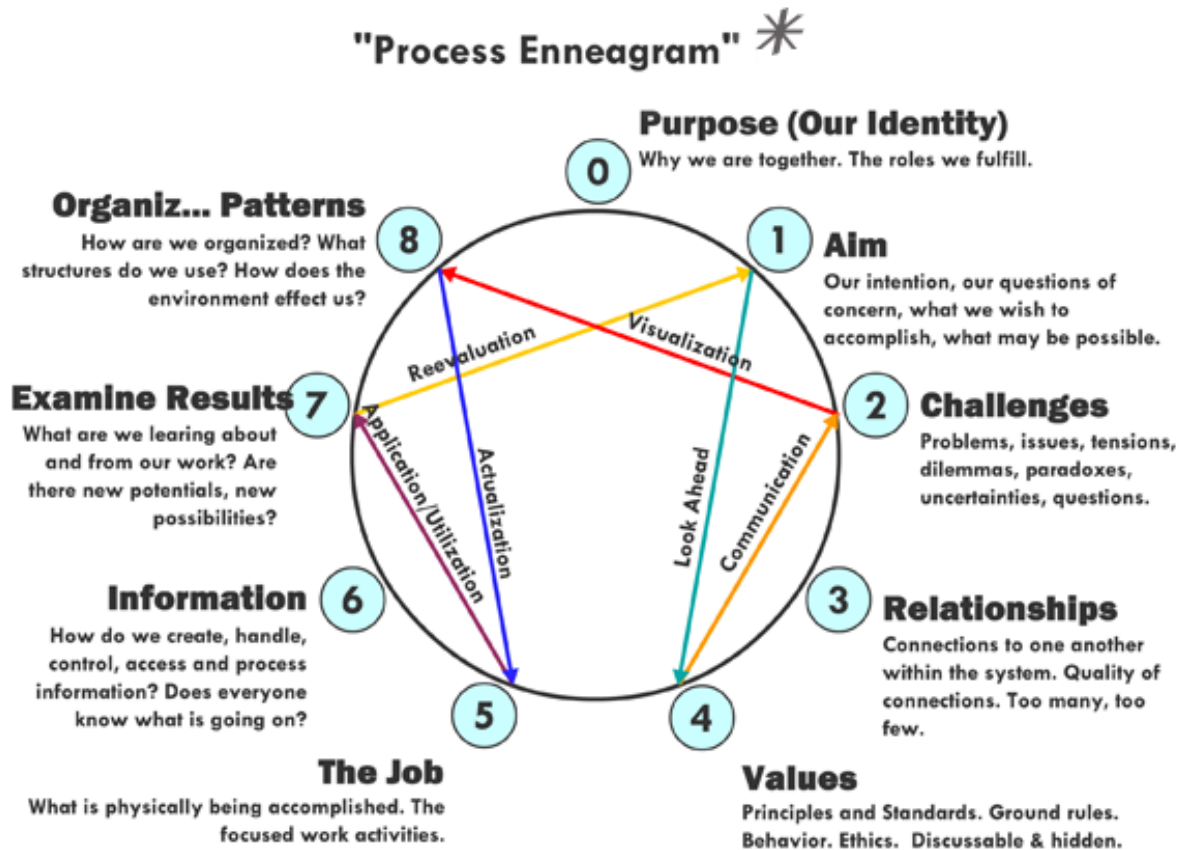 "Process Enneagram" *
0
Purpose (Our Identity)
Why we are together. The roles we fulfill.
1
Aim
Our intention, our questions of
concern, what we wish to
accomplish, what may be possible.
2
Challenges
Problems, issues, tensions,
dilemmas, paradoxes,
uncertainties, questions.
3
Relationships
Connections to one another
within the system. Quality of
connections. Too many, too
few.
4
Values
Principles and Standards. Ground rules.
Behavior. Ethics. Discussable & hidden.
5
The Job
What is physically being accomplished. The
focused work activities.
6
Information
How do we create, handle,
control, access and process
information? Does everyone
know what is going on?
7
Examine Results
What are we learing about
and from our work? Are
there new potentials, new
possibilities?
8
Organiz... Patterns
How are we organized? What
structures do we use? How does the
environment effect us?
Reevaluation
Visualization
Application/Utilization
Actualization
Look Ahead
Communication